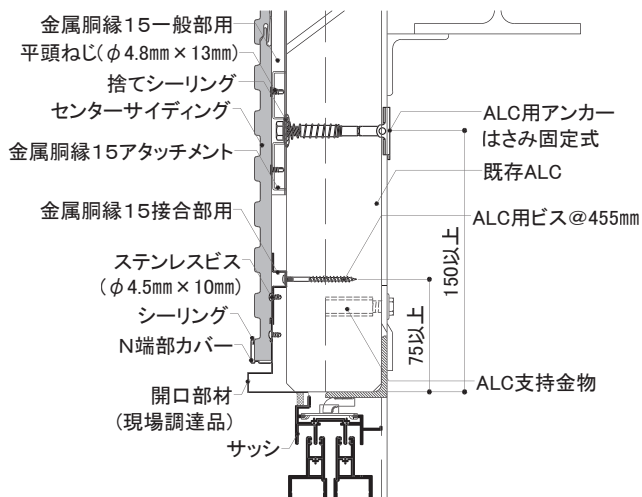 金属胴縁15一般部用
平頭ねじ(φ4.8mm×13mm)
捨てシーリング
センターサイディング
金属胴縁15アタッチメント
金属胴縁15接合部用
ステンレスビス
(φ4.5mm×10mm)
シーリング
N端部カバー
開口部材
(現場調達品)
サッシ
ALC用アンカー
はさみ固定式
既存ALC
ALC用ビス@455mm
150以上
75以上
ALC支持金物